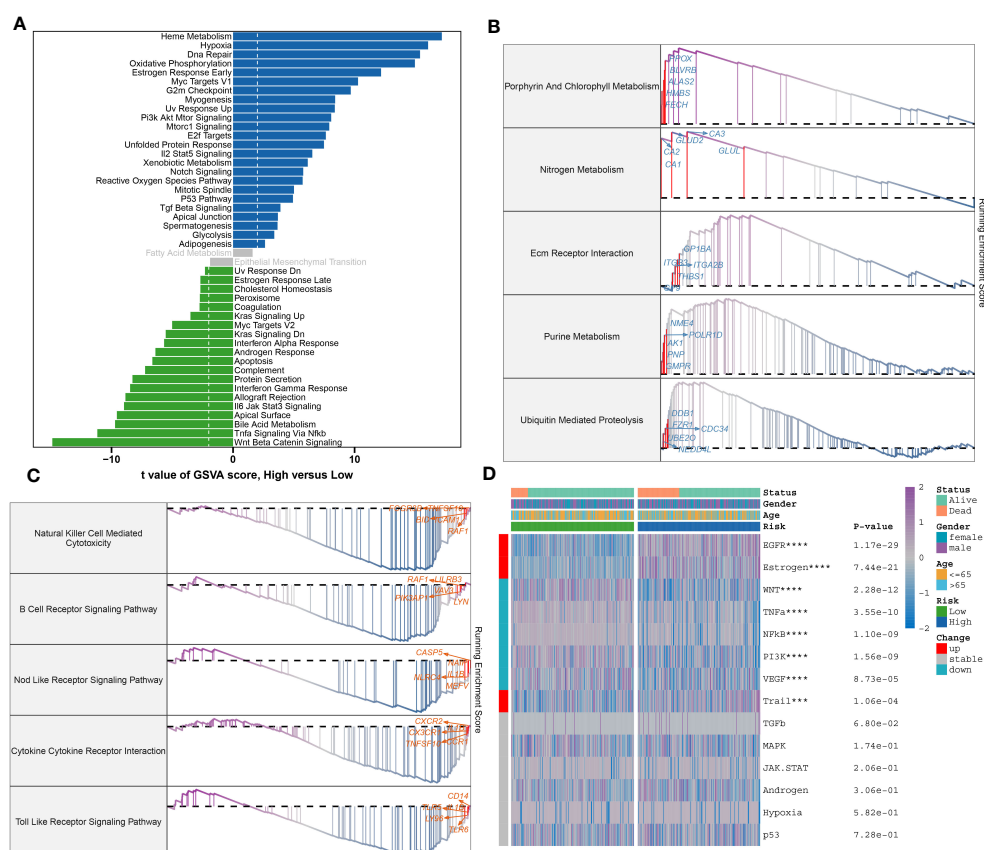 A
Heme Metabolism
Hypoxia
Dna Repair
Oxidative Phosphorylation
Estrogen Response Early
Myc Targets V1
G2m Checkpoint
Myogenesis
Uv Response Up
Pi3k Akt Mtor Signaling
Mtorc1 Signaling
E2f Targets
Unfolded Protein Response
Il2 Stat5 Signaling
Xenobiotic Metabolism
Notch Signaling
Reactive Oxygen Species Pathway
Mitotic Spindle
P53 Pathway
Tgf Beta Signaling
Apical Junction
Spermatogenesis
Glycolysis
Adipogenesis
Fatty Acid Metabolism
Epithelial Mesenchymal Transition
Uv Response Dn
Estrogen Response Late
Cholesterol Homeostasis
Peroxisome
Coagulation
Kras Signaling Up
Myc Targets V2
Kras Signaling Dn
Interferon Alpha Response
Androgen Response
Apoptosis
Complement
Protein Secretion
Interferon Gamma Response
Allograft Rejection
Il6 Jak Stat3 Signaling
Apical Surface
Bile Acid Metabolism
Tnfa Signaling Via Nfkb
Wnt Beta Catenin Signaling
−10 0 10
t value of GSVA score, High versus Low
B
Porphyrin And Chlorophyll Metabolism
BLVRB
ALAS2
HMBS
FECH
Nitrogen Metabolism
CA3
GLUD2
CA2
GLUL
CA1
Ecm Receptor Interaction
GP1BA
ITGA2B
THBS1
Purine Metabolism
NME4
POLR1D
AK1
PNP
GMPR
Ubiquitin Mediated Proteolysis
DDB1
FZR1
CDC34
UBE2O
NEDD4L
Running Enrichment Score
C
Natural Killer Cell Mediated
Cytotoxicity
RAF1
B Cell Receptor Signaling Pathway
RAF1 LILRB3
VAV3
PIK3AP1
LYN
Nod Like Receptor Signaling Pathway
CASP5
IL1B
MEFV
Cytokine Cytokine Receptor Interaction
CXCR2
CX3CR1
CCR1
Toll Like Receptor Signaling Pathway
CD14
LY96
TLR6
Running Enrichment Score
D
Status
Gender
Age
Risk P-value
EGFR**** 1.17e-29
Estrogen**** 7.44e-21
WNT**** 2.28e-12
TNFa**** 3.55e-10
NFkB**** 1.10e-09
PI3K**** 1.56e-09
VEGF**** 8.73e-05
Trail*** 1.06e-04
TGFb 6.80e-02
MAPK 1.74e-01
JAK.STAT 2.06e-01
Androgen 3.06e-01
Hypoxia 5.82e-01
p53 7.28e-01
2
1
0
−1
−2
Status
Alive
Dead
Gender
female
male
Age
<=65
>65
Risk
Low
High
Change
up
stable
down